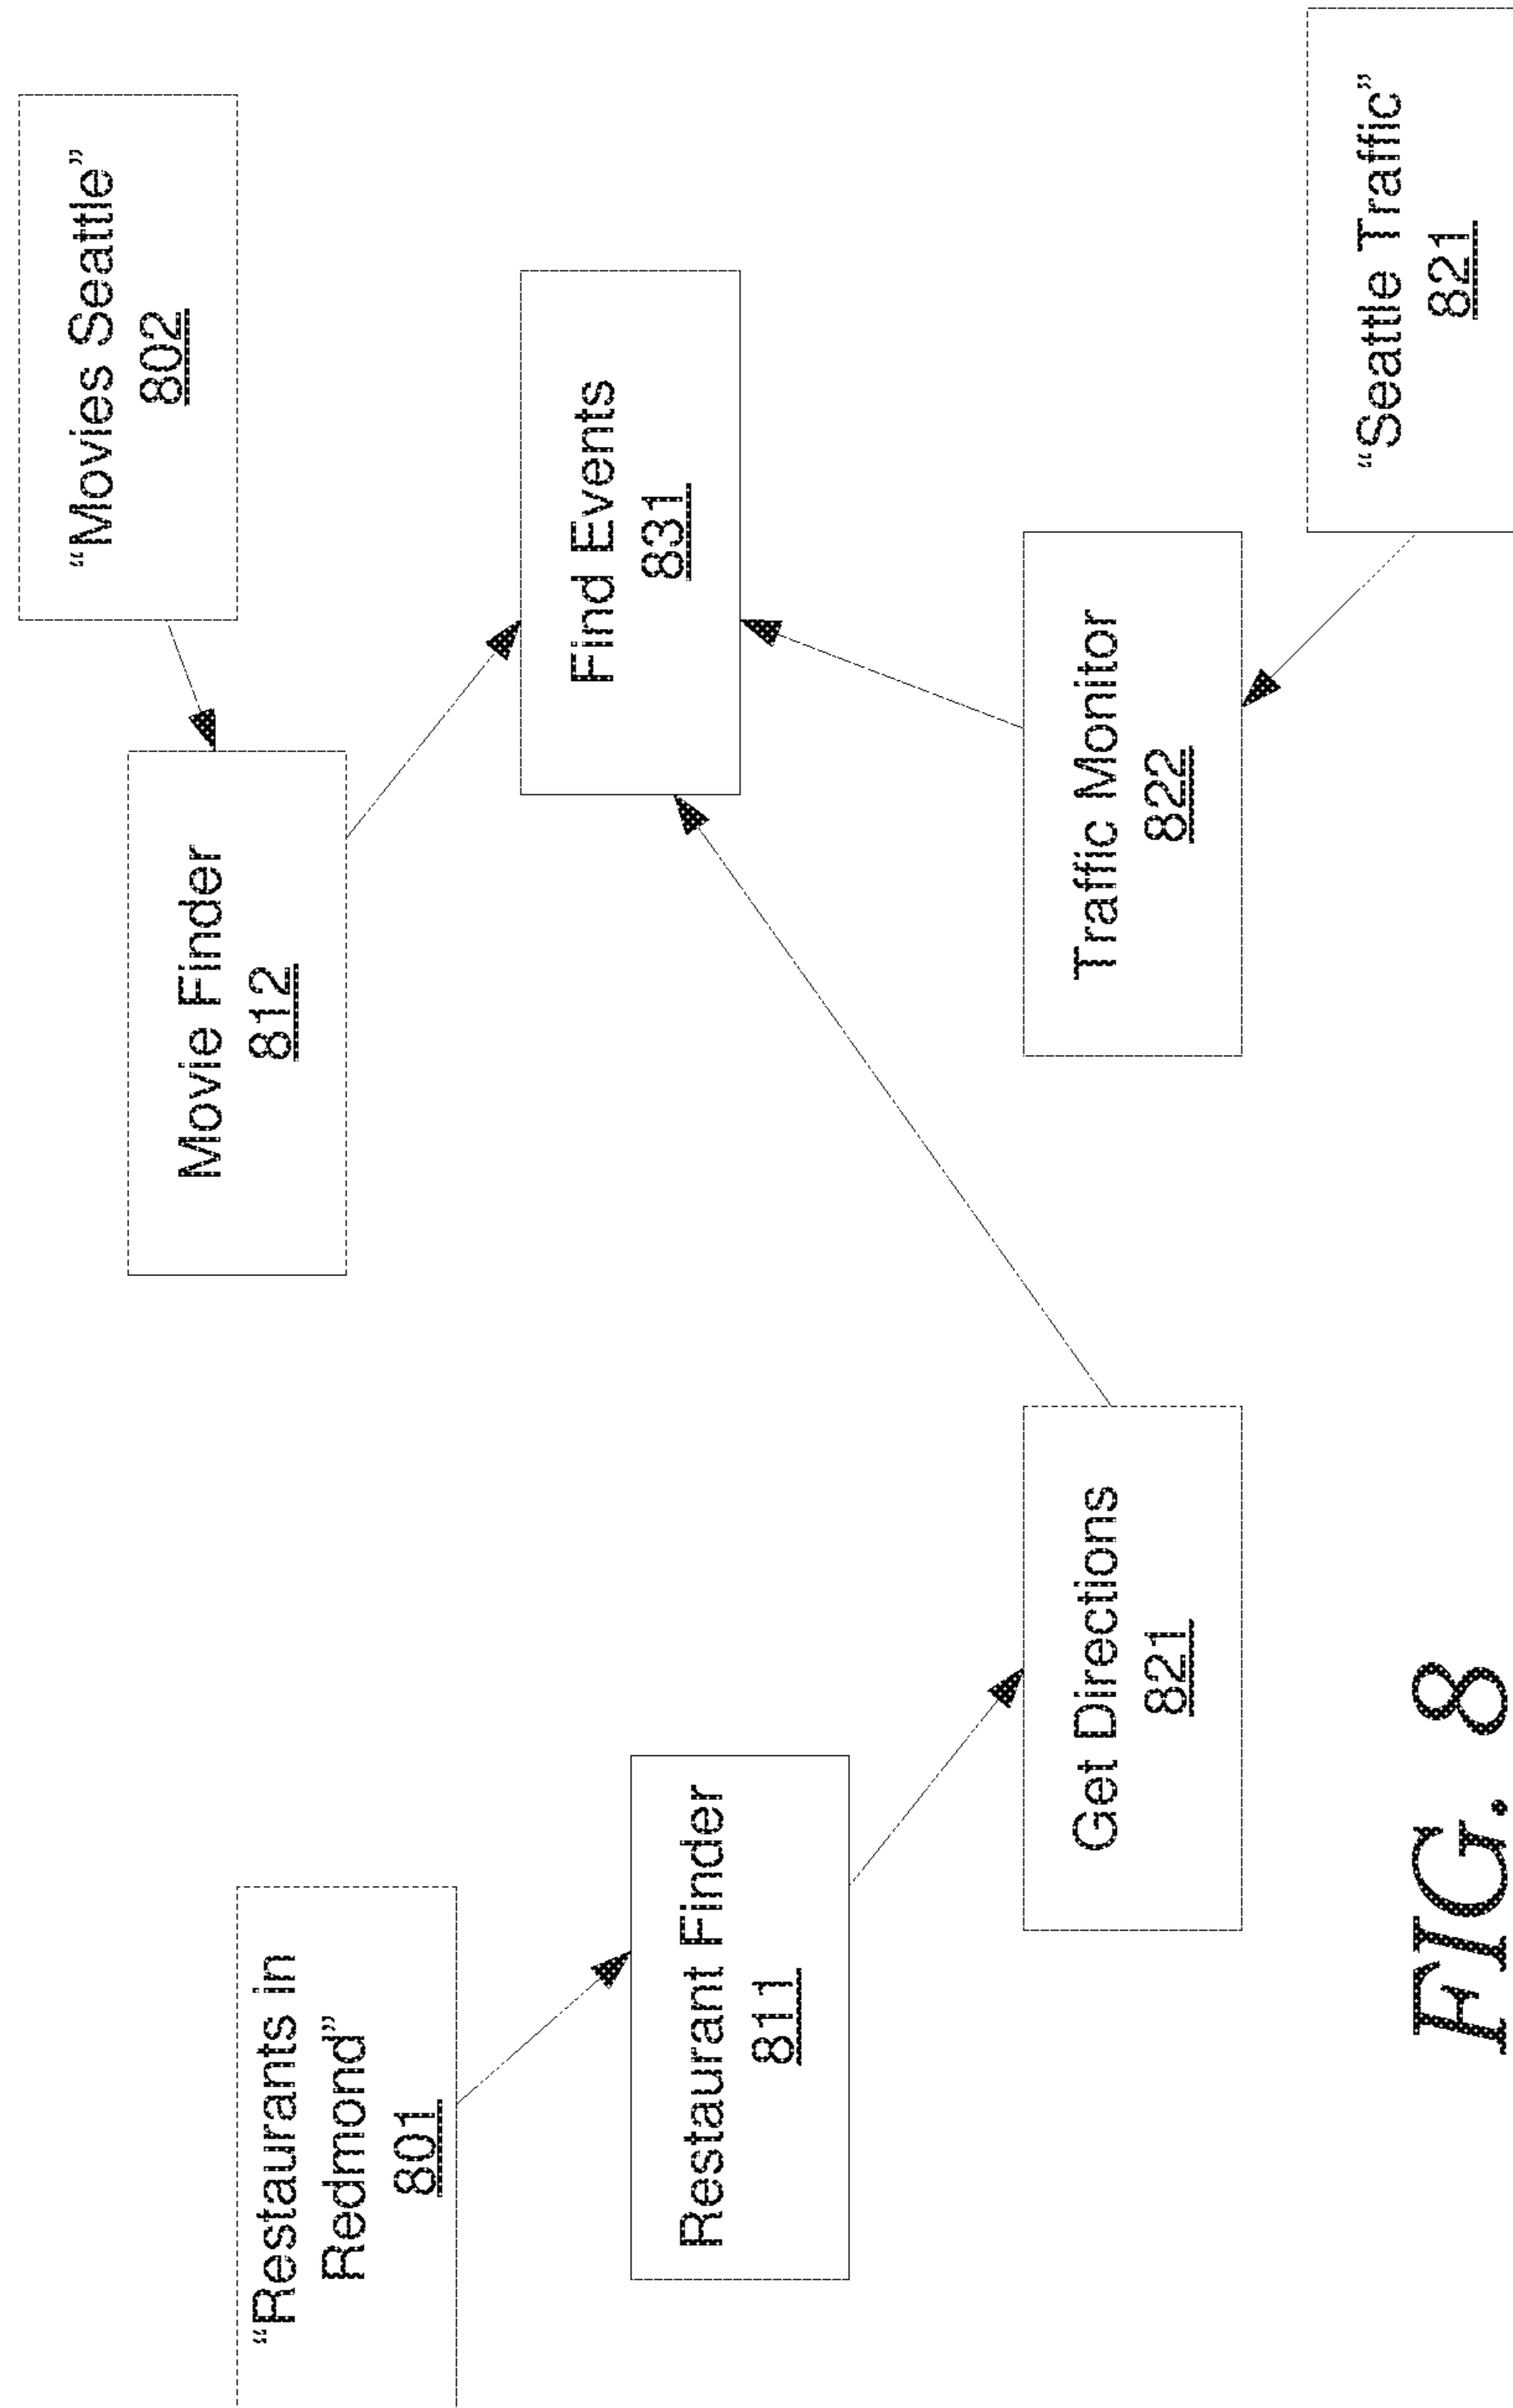 “Restaurants in
Redmond”
801
“Movies Seattle”
802
Movie Finder
812
Restaurant Finder
811
Find Events
831
Get Directions
821
Traffic Monitor
822
“Seattle Traffic”
821
FIG. 8